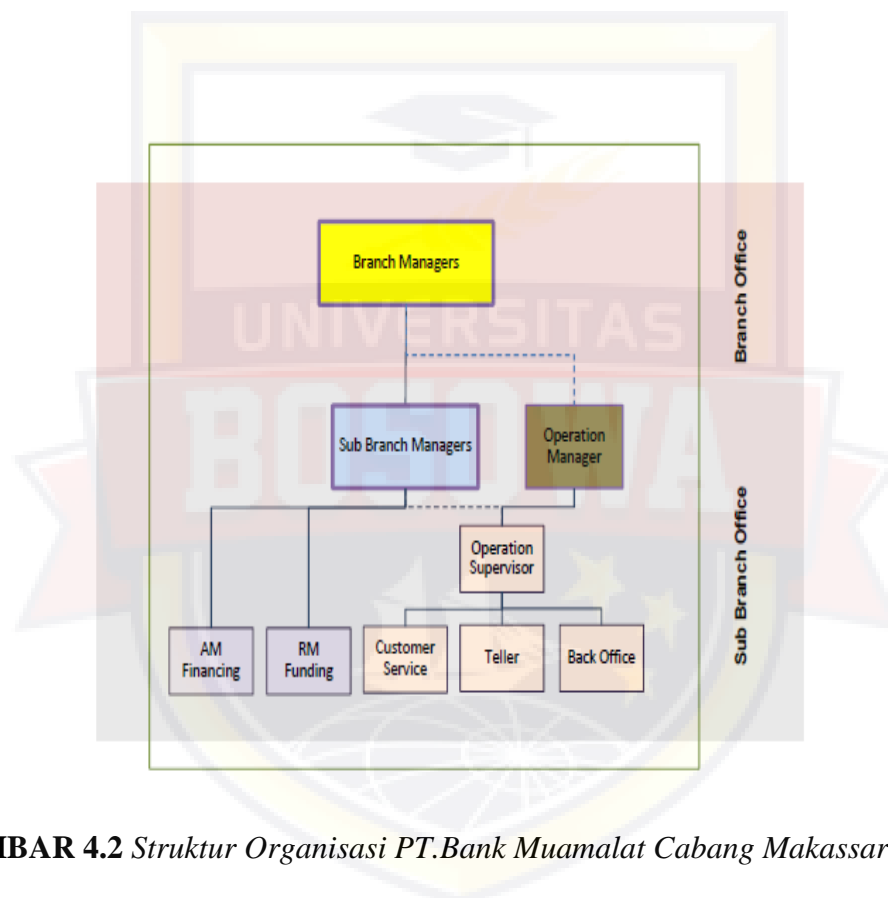 UNIVERSITAS
BOSOWA
Branch Managers
Branch Office
Sub Branch Managers
Operation
Manager
Operation
Supervisor
Sub Branch Office
AM
Financing
RM
Funding
Customer
Service
Teller
Back Office
IBAR 4.2 Struktur Organisasi PT.Bank Muamalat Cabang Makassar